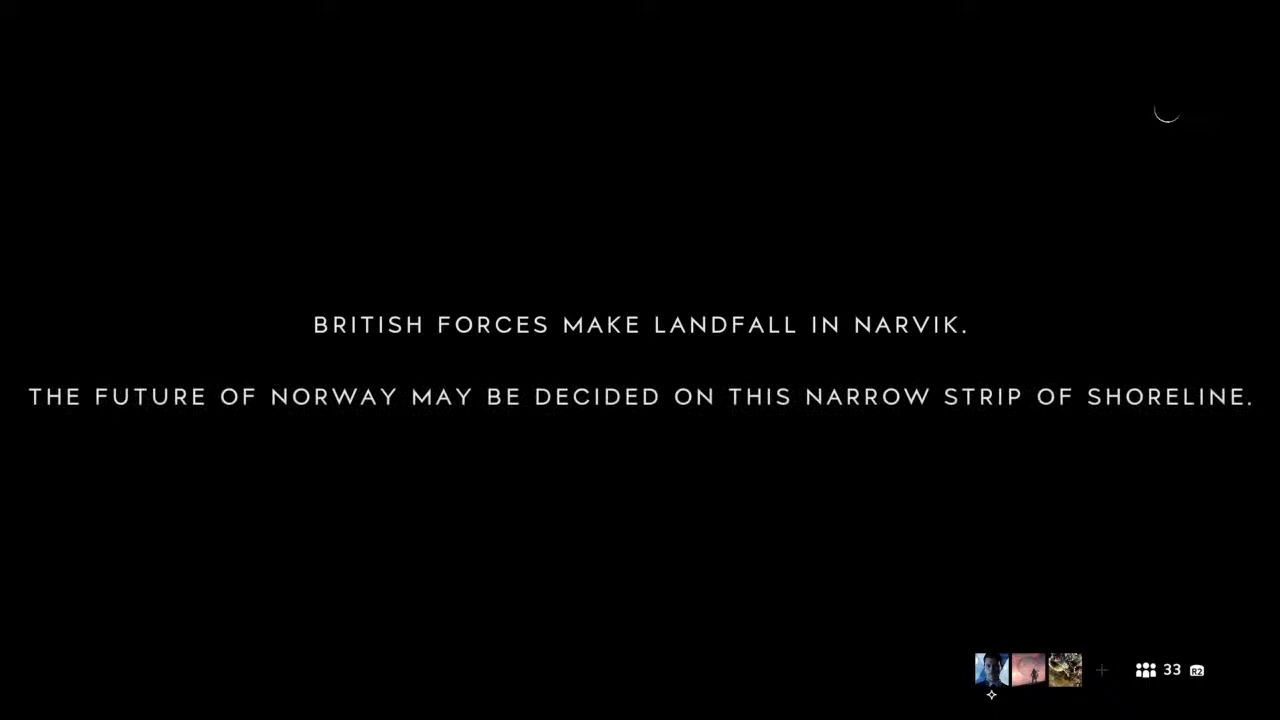 BRITISH FORCES MAKE LANDFALL IN NARVIK.
THE FUTURE OF NORWAY MAY BE DECIDED ON THIS NARROW STRIP OF SHORELINE.
33 R2